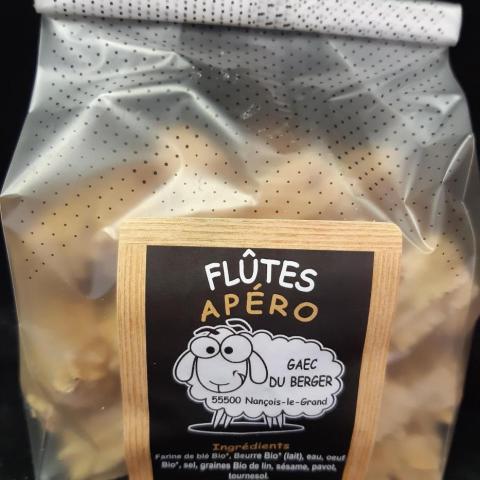 FLÛTES
APÉRO
GAEC
DU BERGER
55500 Nançois-le-Grand
Ingrédients
Farine de blé Bio*, Beurre Bio* (lait), eau, oeuf
Bio*, sel, graines Bio de lin, sésame, pavot,
tournesol.